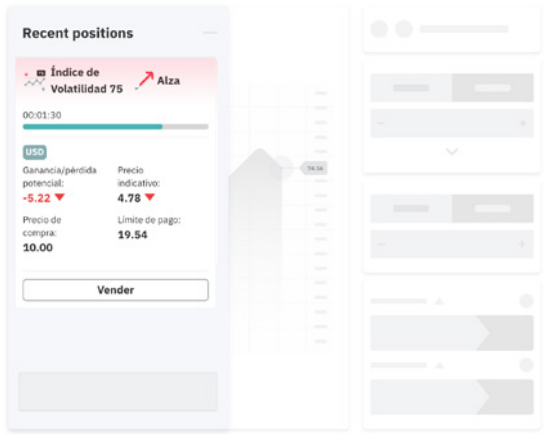 Recent positions
Índice de
Volatilidad 75
Alza
00:01:30
USD
Ganancia/pérdida
potencial:
-5.22
Precio
indicativo:
4.78
Precio de
compra:
10.00
Límite de pago:
19.54
Vender